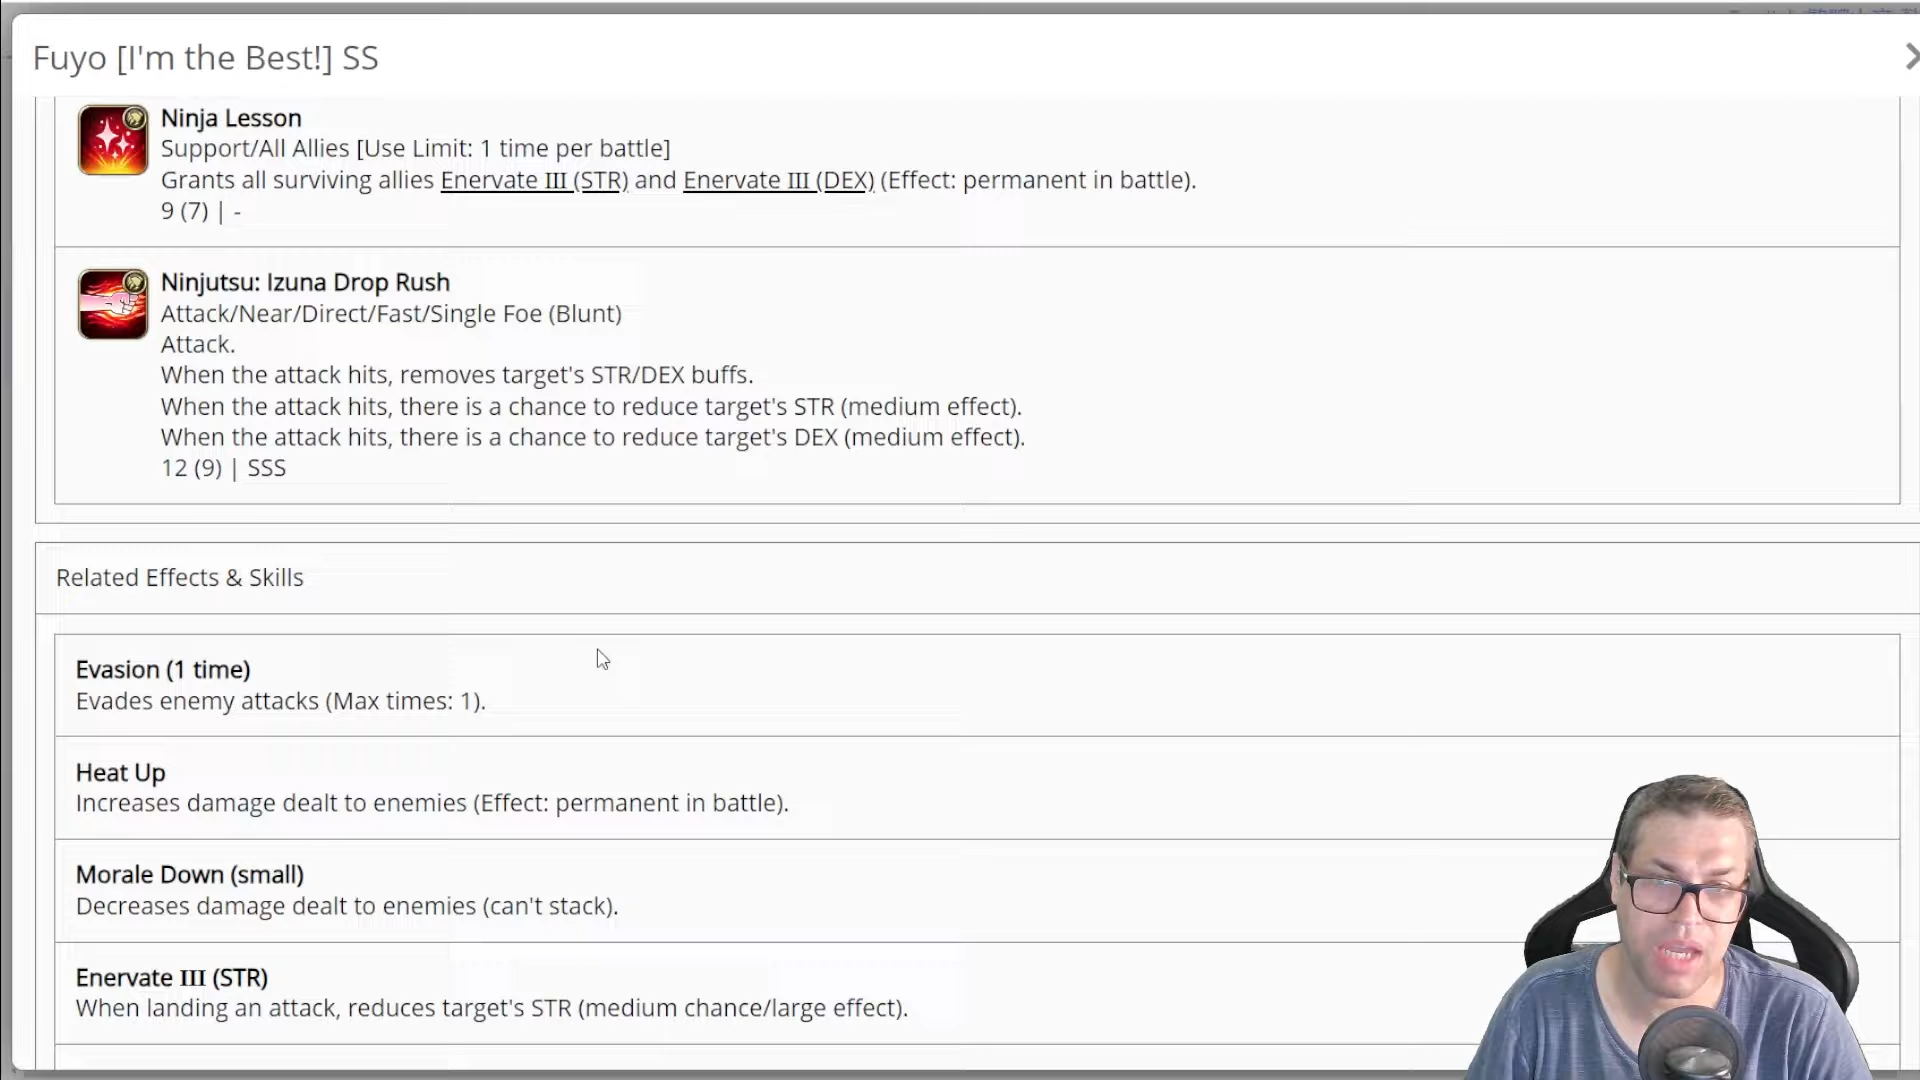 Fuyo [I'm the Best!] SS
Ninja Lesson
Support/All Allies [Use Limit: 1 time per battle]
Grants all surviving allies Enervate III (STR) and Enervate III (DEX) (Effect: permanent in battle).
9 (7) | -
Ninjutsu: Izuna Drop Rush
Attack/Near/Direct/Fast/Single Foe (Blunt)
Attack.
When the attack hits, removes target's STR/DEX buffs.
When the attack hits, there is a chance to reduce target's STR (medium effect).
When the attack hits, there is a chance to reduce target's DEX (medium effect).
12 (9) | SSS
Related Effects & Skills
Evasion (1 time)
Evades enemy attacks (Max times: 1).
Heat Up
Increases damage dealt to enemies (Effect: permanent in battle).
Morale Down (small)
Decreases damage dealt to enemies (can't stack).
Enervate III (STR)
When landing an attack, reduces target's STR (medium chance/large effect).